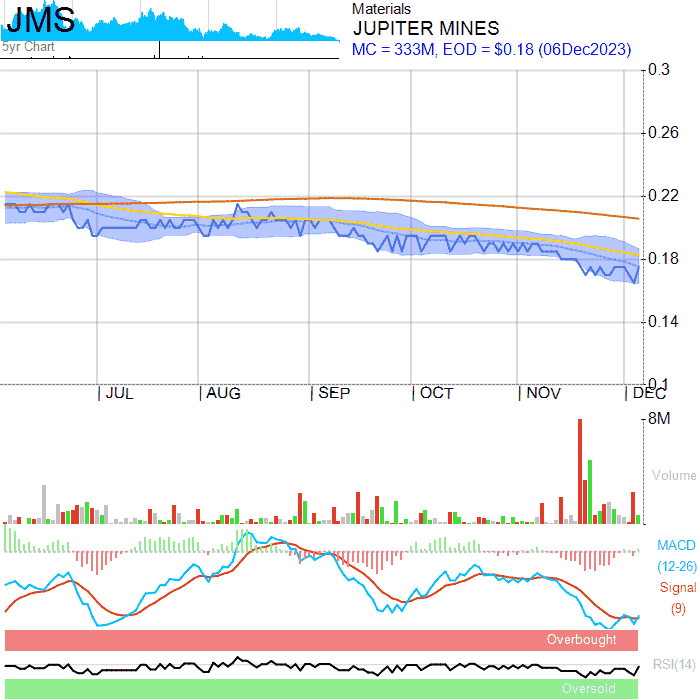 JMS
5yr Chart
Materials
JUPITER MINES
MC = 333M, EOD = $0.18 (06Dec2023)
0.3
0.26
0.22
0.18
0.14
0.1
JUL AUG SEP OCT NOV DEC
8M
Volume
MACD
(12-26)
Signal
(9)
Overbought
RSI(14)
Oversold